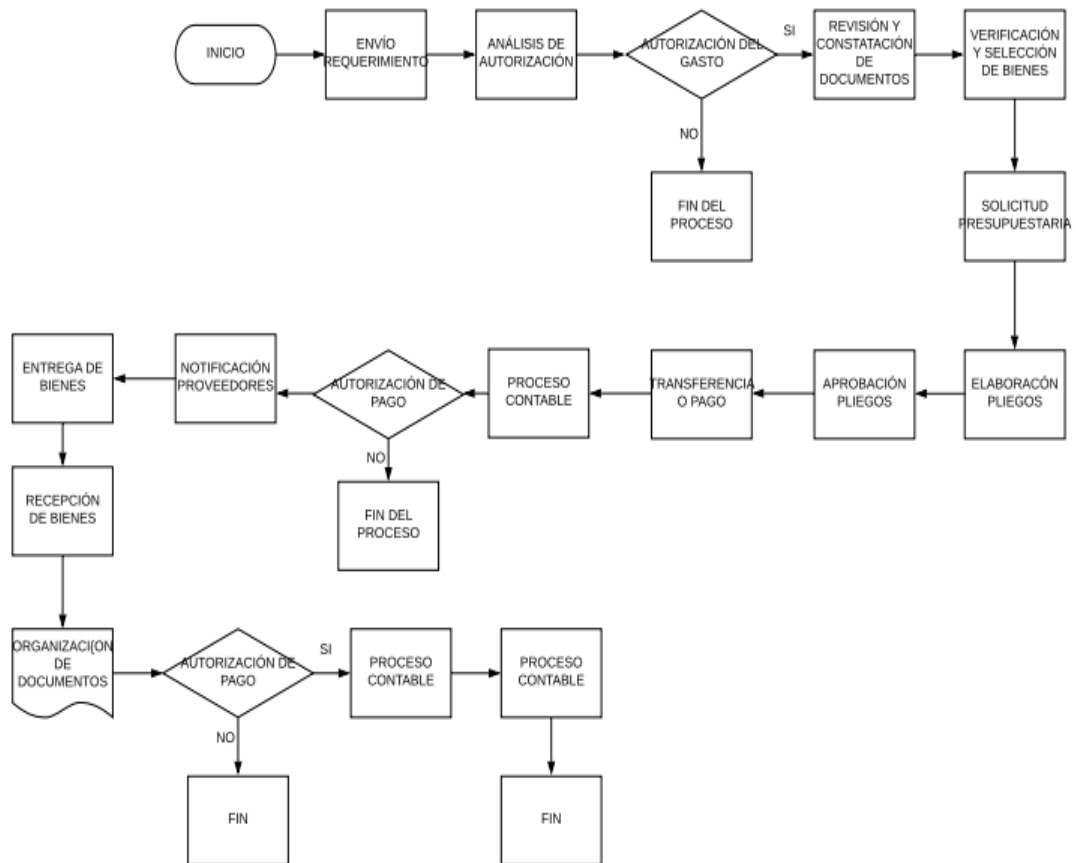 INICIO
ENVÍO
REQUERIMIENTO
ANÁLISIS DE
AUTORIZACIÓN
AUTORIZACIÓN DEL
GASTO
SI
REVISIÓN Y
CONSTATACIÓN
DE
DOCUMENTOS
VERIFICACIÓN
Y SELECCIÓN
DE BIENES
NO
FIN DEL
PROCESO
SOLICITUD
PRESUPUESTARIA
ELABORACÓN
PLIEGOS
APROBACIÓN
PLIEGOS
TRANSFERENCIA
O PAGO
PROCESO
CONTABLE
AUTORIZACIÓN DE
PAGO
NO
FIN DEL
PROCESO
NOTIFICACIÓN
PROVEEDORES
ENTREGA DE
BIENES
RECEPCIÓN
DE BIENES
ORGANIZACI{ON
DE
DOCUMENTOS
AUTORIZACIÓN DE
PAGO
SI
NO
FIN
PROCESO
CONTABLE
PROCESO
CONTABLE
FIN